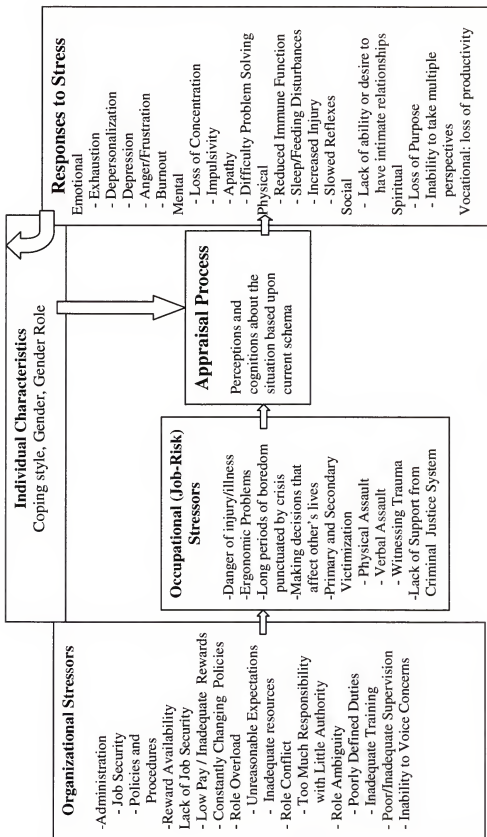 Individual Characteristics
Coping style, Gender, Gender Role
Organizational Stressors
-Administration
- Job Security
- Policies and
Procedures
-Reward Availability
Lack of Job Security
- Low Pay / Inadequate Rewards
- Constantly Changing Policies
- Role Overload
- Unreasonable Expectations
- Inadequate resources
- Role Conflict
- Too Much Responsibility
with Little Authority
- Role Ambiguity
- Poorly Defined Duties
- Inadequate Training
- Poor/Inadequate Supervision
- Inability to Voice Concerns
Occupational (Job-Risk)
Stressors
-Danger of injury/illness
-Ergonomic Problems
-Long periods of boredom
punctuated by crisis
-Making decisions that
affect other's lives
-Primary and Secondary
Victimization
- Physical Assault
- Verbal Assault
- Witnessing Trauma
-Lack of Support from
Criminal Justice System
Appraisal Process
Perceptions and
cognitions about the
situation based upon
current schema
Responses to Stress
Emotional
- Exhaustion
- Depersonalization
- Depression
- Anger/Frustration
- Burnout
Mental
- Loss of Concentration
- Impulsivity
- Apathy
- Difficulty Problem Solving
Physical
- Reduced Immune Function
- Sleep/Feeding Disturbances
- Increased Injury
- Slowed Reflexes
Social
- Lack of ability or desire to
have intimate relationships
Spiritual
- Loss of Purpose
- Inability to take multiple
perspectives
Vocational: loss of productivity